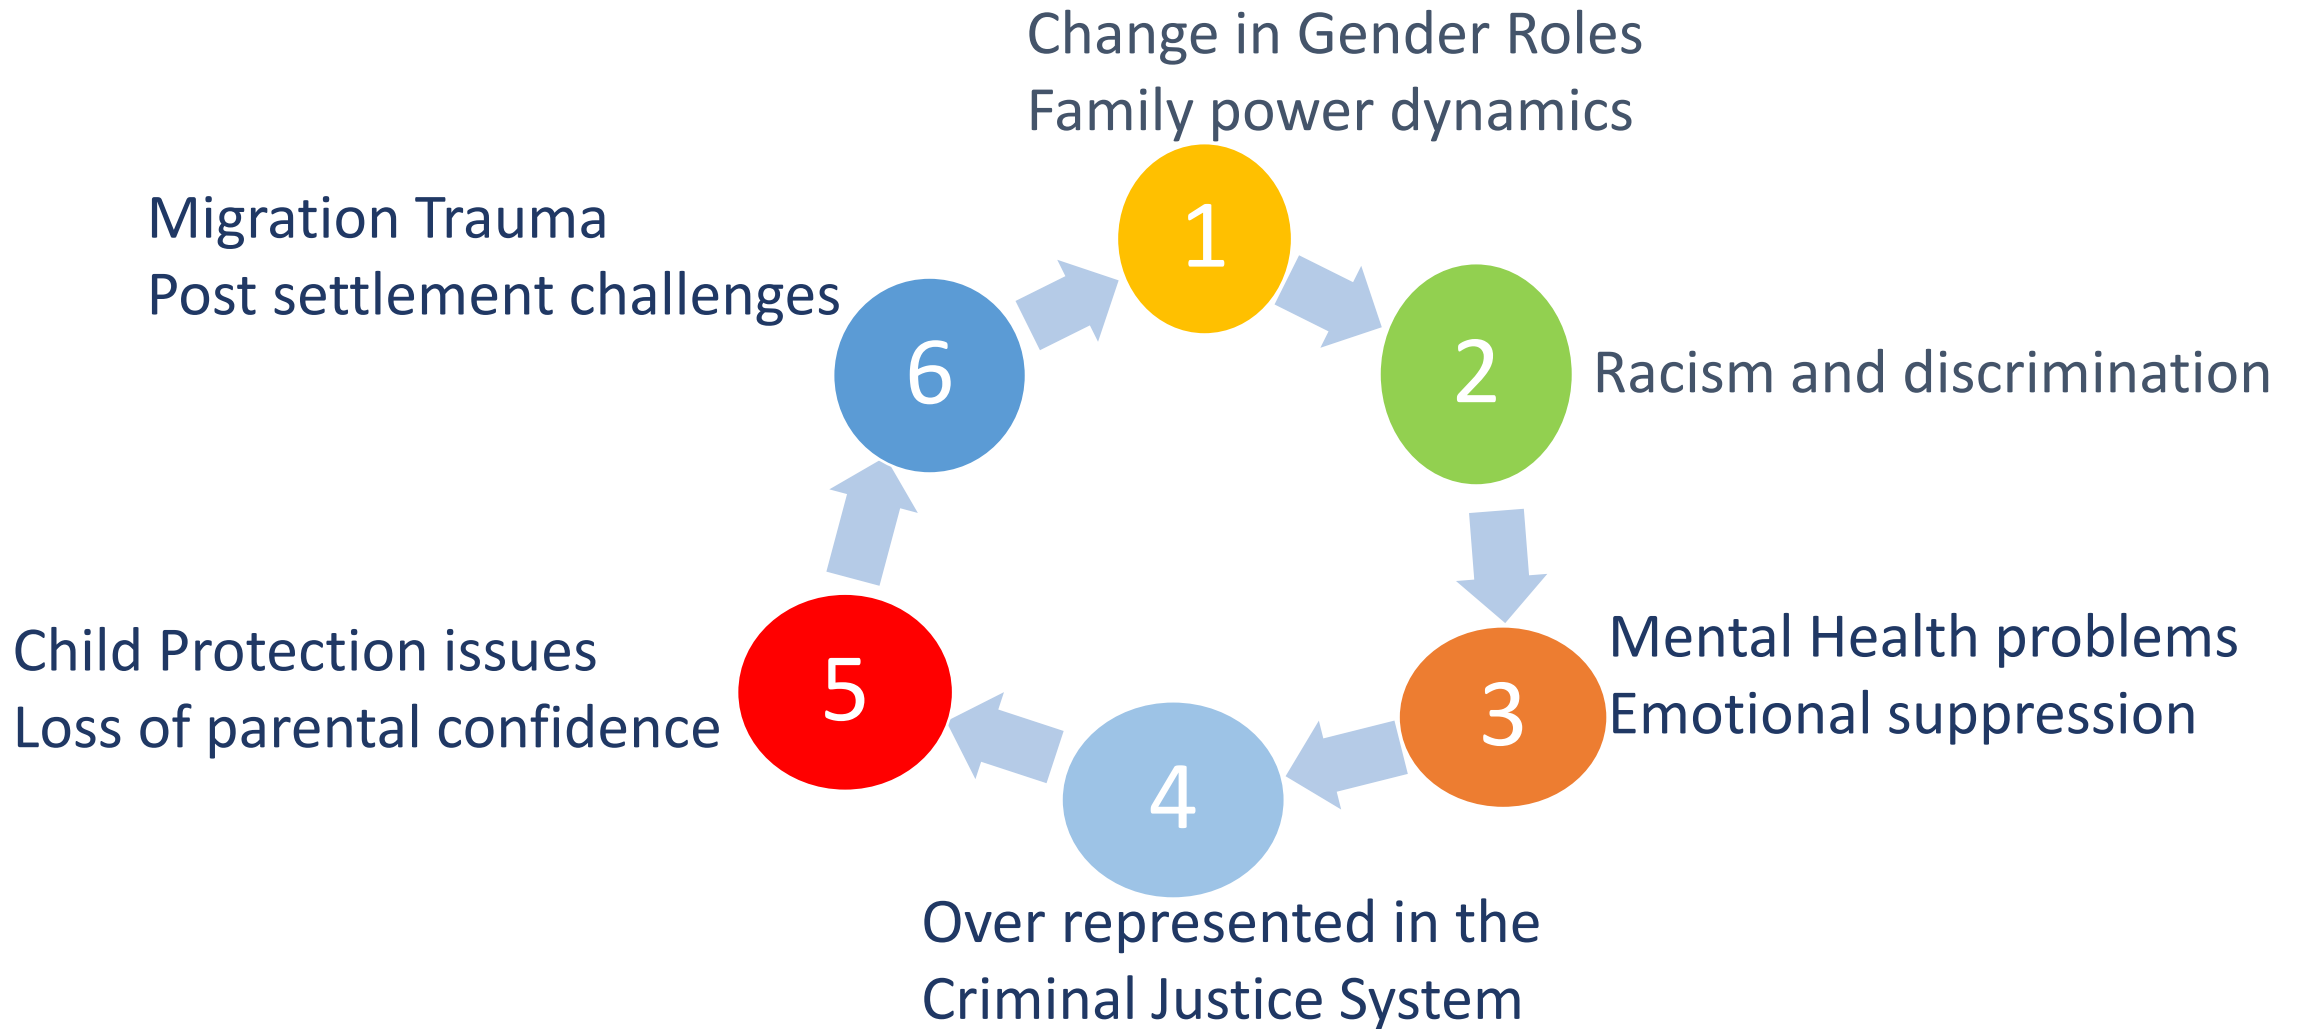 Change in Gender Roles
Family power dynamics
1
2
Racism and discrimination
3
Mental Health problems
Emotional suppression
4
Over represented in the
Criminal Justice System
5
Child Protection issues
Loss of parental confidence
6
Migration Trauma
Post settlement challenges